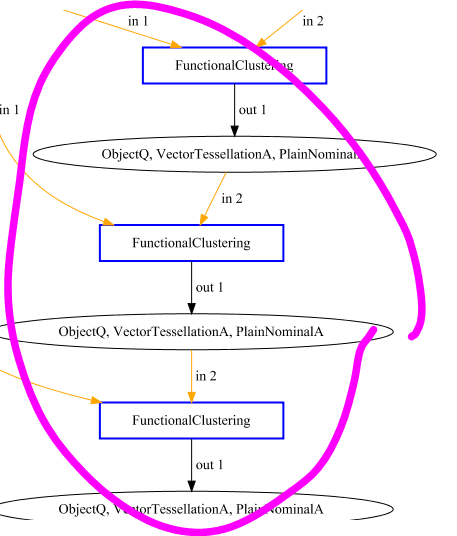 in 1
in 2
FunctionalClustering
in 1
out 1
ObjectQ, VectorTessellationA, PlainNominalA
in 2
FunctionalClustering
out 1
ObjectQ, VectorTessellationA, PlainNominalA
in 2
FunctionalClustering
out 1
ObjectQ, VectorTessellationA, PlainNominalA